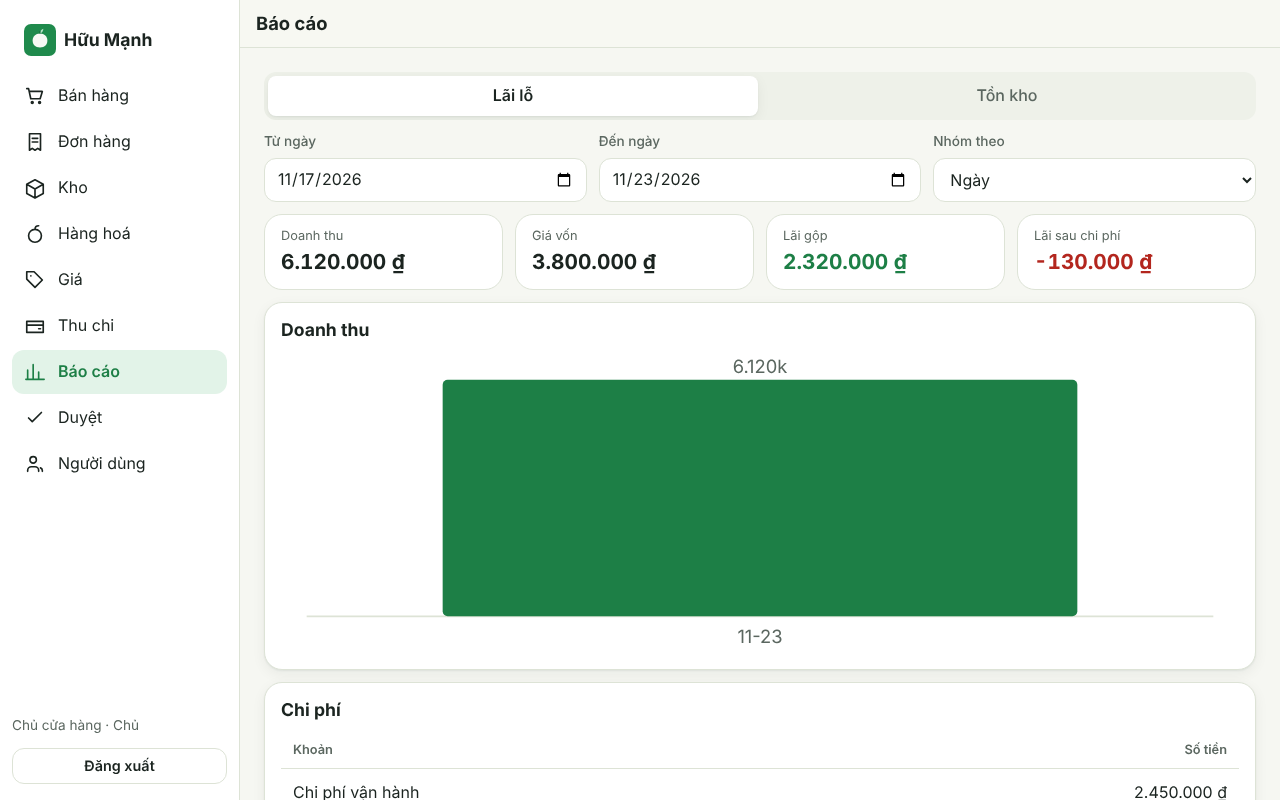 Hữu Mạnh
Bán hàng
Đơn hàng
Kho
Hàng hoá
Giá
Thu chi
Báo cáo
Duyệt
Người dùng
Chủ cửa hàng · Chủ
Đăng xuất
Báo cáo
Lãi lỗ
Tồn kho
Từ ngày
Đến ngày
Nhóm theo
11/17/2026
11/23/2026
Ngày
Doanh thu
6.120.000 ₫
Giá vốn
3.800.000 ₫
Lãi gộp
2.320.000 ₫
Lãi sau chi phí
-130.000 ₫
Doanh thu
6.120k
11-23
Chi phí
Khoản Số tiền
Chi phí vận hành 2.450.000 ₫